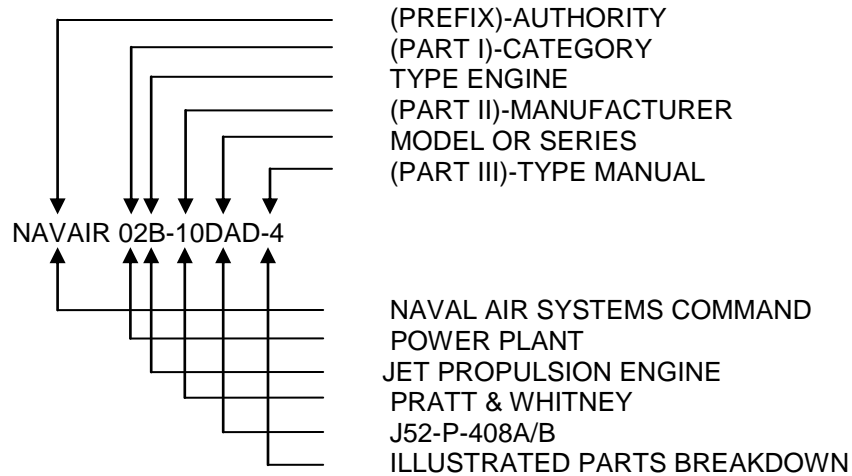 (PREFIX)-AUTHORITY
(PART I)-CATEGORY
TYPE ENGINE
(PART II)-MANUFACTURER
MODEL OR SERIES
(PART III)-TYPE MANUAL
NAVAIR 02B-10DAD-4
NAVAL AIR SYSTEMS COMMAND
POWER PLANT
JET PROPULSION ENGINE
PRATT & WHITNEY
J52-P-408A/B
ILLUSTRATED PARTS BREAKDOWN